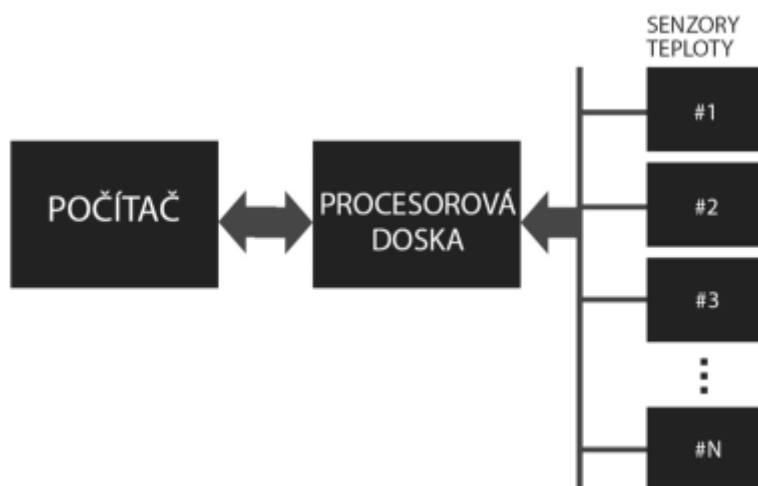 SENZORY
TEPLOTY
#1
POČÍTAČ
PROCESOROVÁ
DOSKA
#2
#3
#N